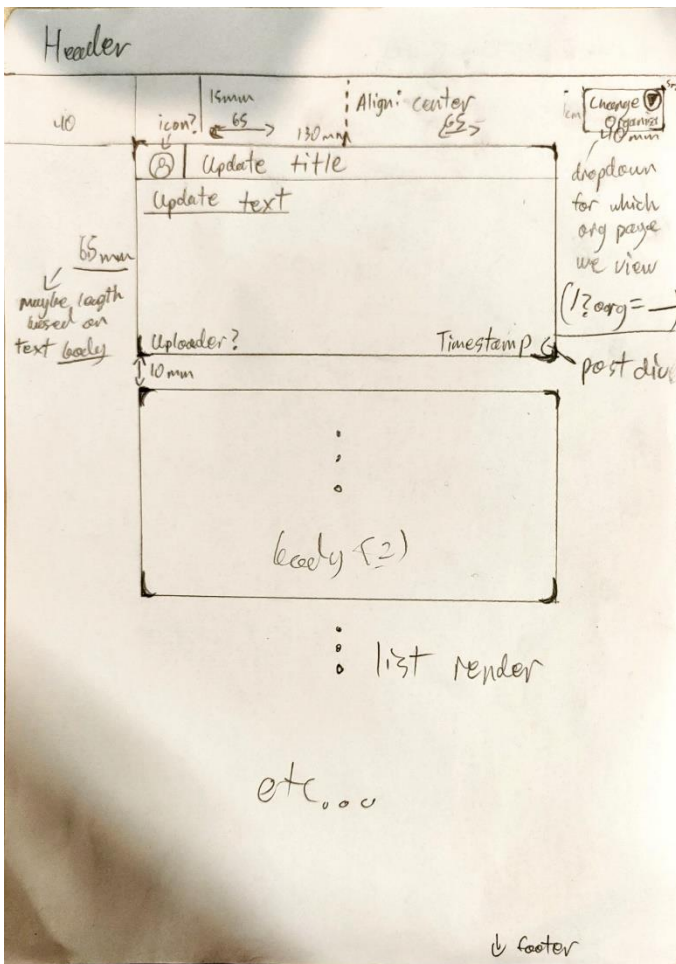 Header
40
icon?
15mm
65
130mm
Align: center
65
1cm
Change
Organiser
40mm
Update title
Update text
dropdown
for which
org page
we view
(/?org=__)
65mm
maybe length
based on
text body
Uploader?
Timestamp
post div
10mm
body (2)
list render
etc...
↓ footer